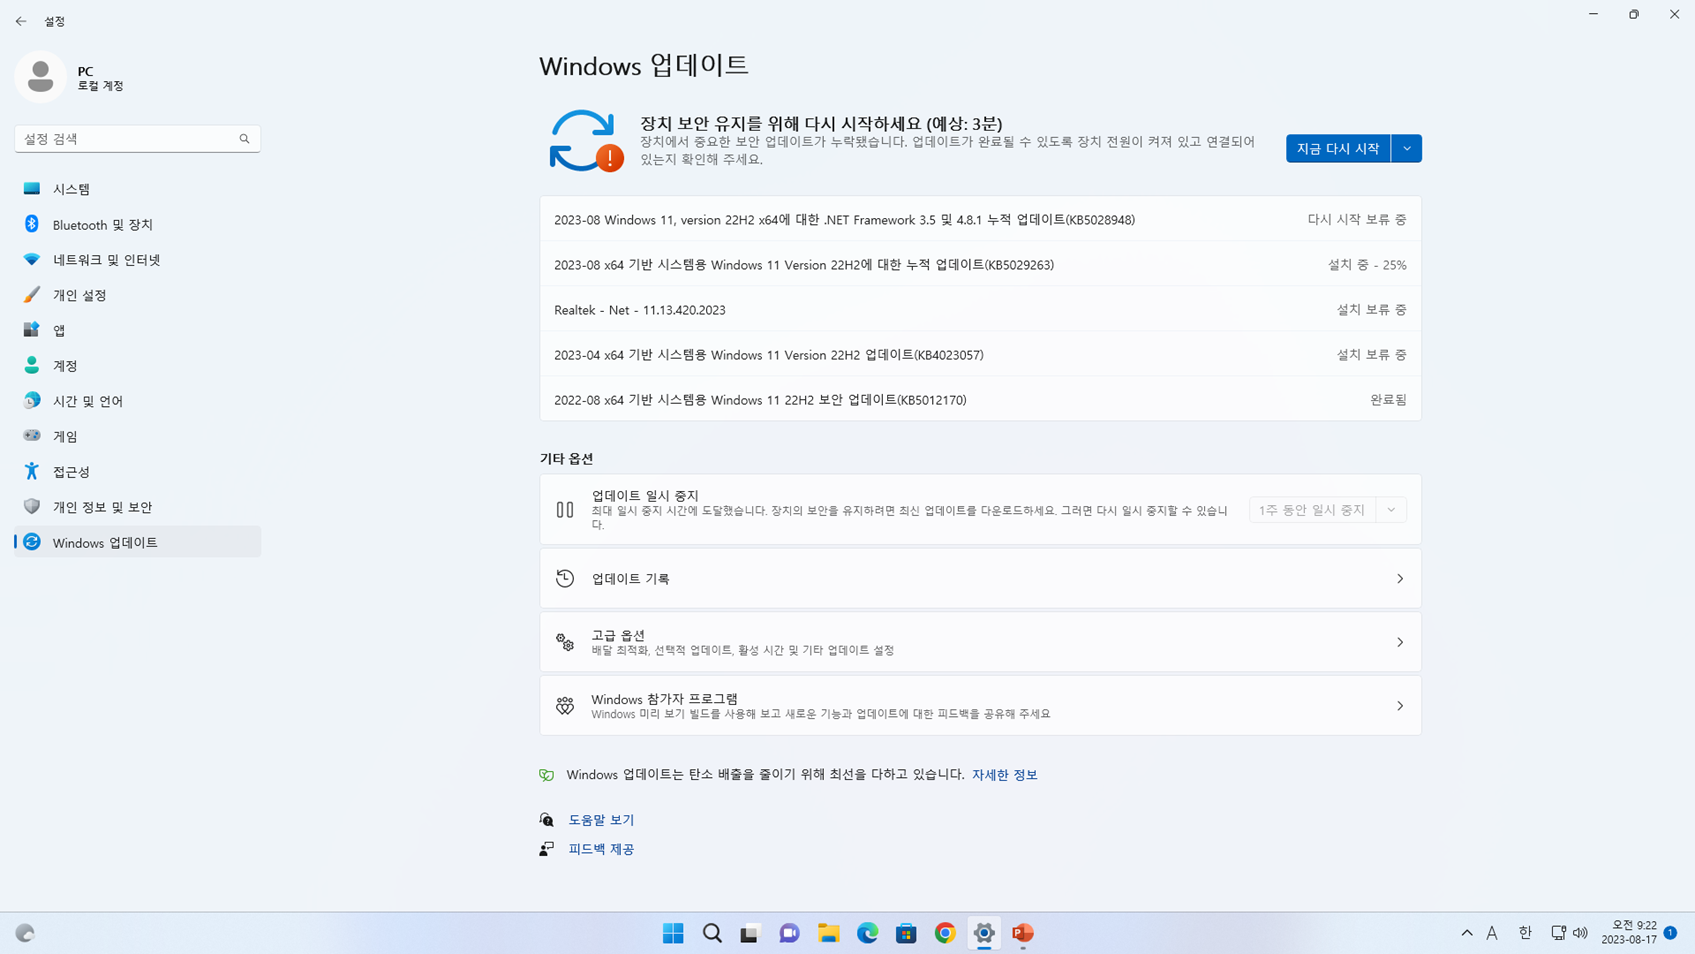 설정
PC
로컬 계정
설정 검색
시스템
Bluetooth 및 장치
네트워크 및 인터넷
개인 설정
앱
계정
시간 및 언어
게임
접근성
개인 정보 및 보안
Windows 업데이트
Windows 업데이트
장치 보안 유지를 위해 다시 시작하세요 (예상: 3분)
장치에서 중요한 보안 업데이트가 누락됐습니다. 업데이트가 완료될 수 있도록 장치 전원이 켜져 있고 연결되어
있는지 확인해 주세요.
지금 다시 시작
2023-08 Windows 11, version 22H2 x64에 대한 .NET Framework 3.5 및 4.8.1 누적 업데이트(KB5028948) 다시 시작 보류 중
2023-08 x64 기반 시스템용 Windows 11 Version 22H2에 대한 누적 업데이트(KB5029263) 설치 중 - 25%
Realtek - Net - 11.13.420.2023 설치 보류 중
2023-04 x64 기반 시스템용 Windows 11 Version 22H2 업데이트(KB4023057) 설치 보류 중
2022-08 x64 기반 시스템용 Windows 11 22H2 보안 업데이트(KB5012170) 완료됨
기타 옵션
업데이트 일시 중지
최대 일시 중지 시간에 도달했습니다. 장치의 보안을 유지하려면 최신 업데이트를 다운로드하세요. 그러면 다시 일시 중지할 수 있습니
다.
1주 동안 일시 중지
업데이트 기록
고급 옵션
배달 최적화, 선택적 업데이트, 활성 시간 및 기타 업데이트 설정
Windows 참가자 프로그램
Windows 미리 보기 빌드를 사용해 보고 새로운 기능과 업데이트에 대한 피드백을 공유해 주세요
Windows 업데이트는 탄소 배출을 줄이기 위해 최선을 다하고 있습니다. 자세한 정보
도움말 보기
피드백 제공
A 한
오전 9:22
2023-08-17
1